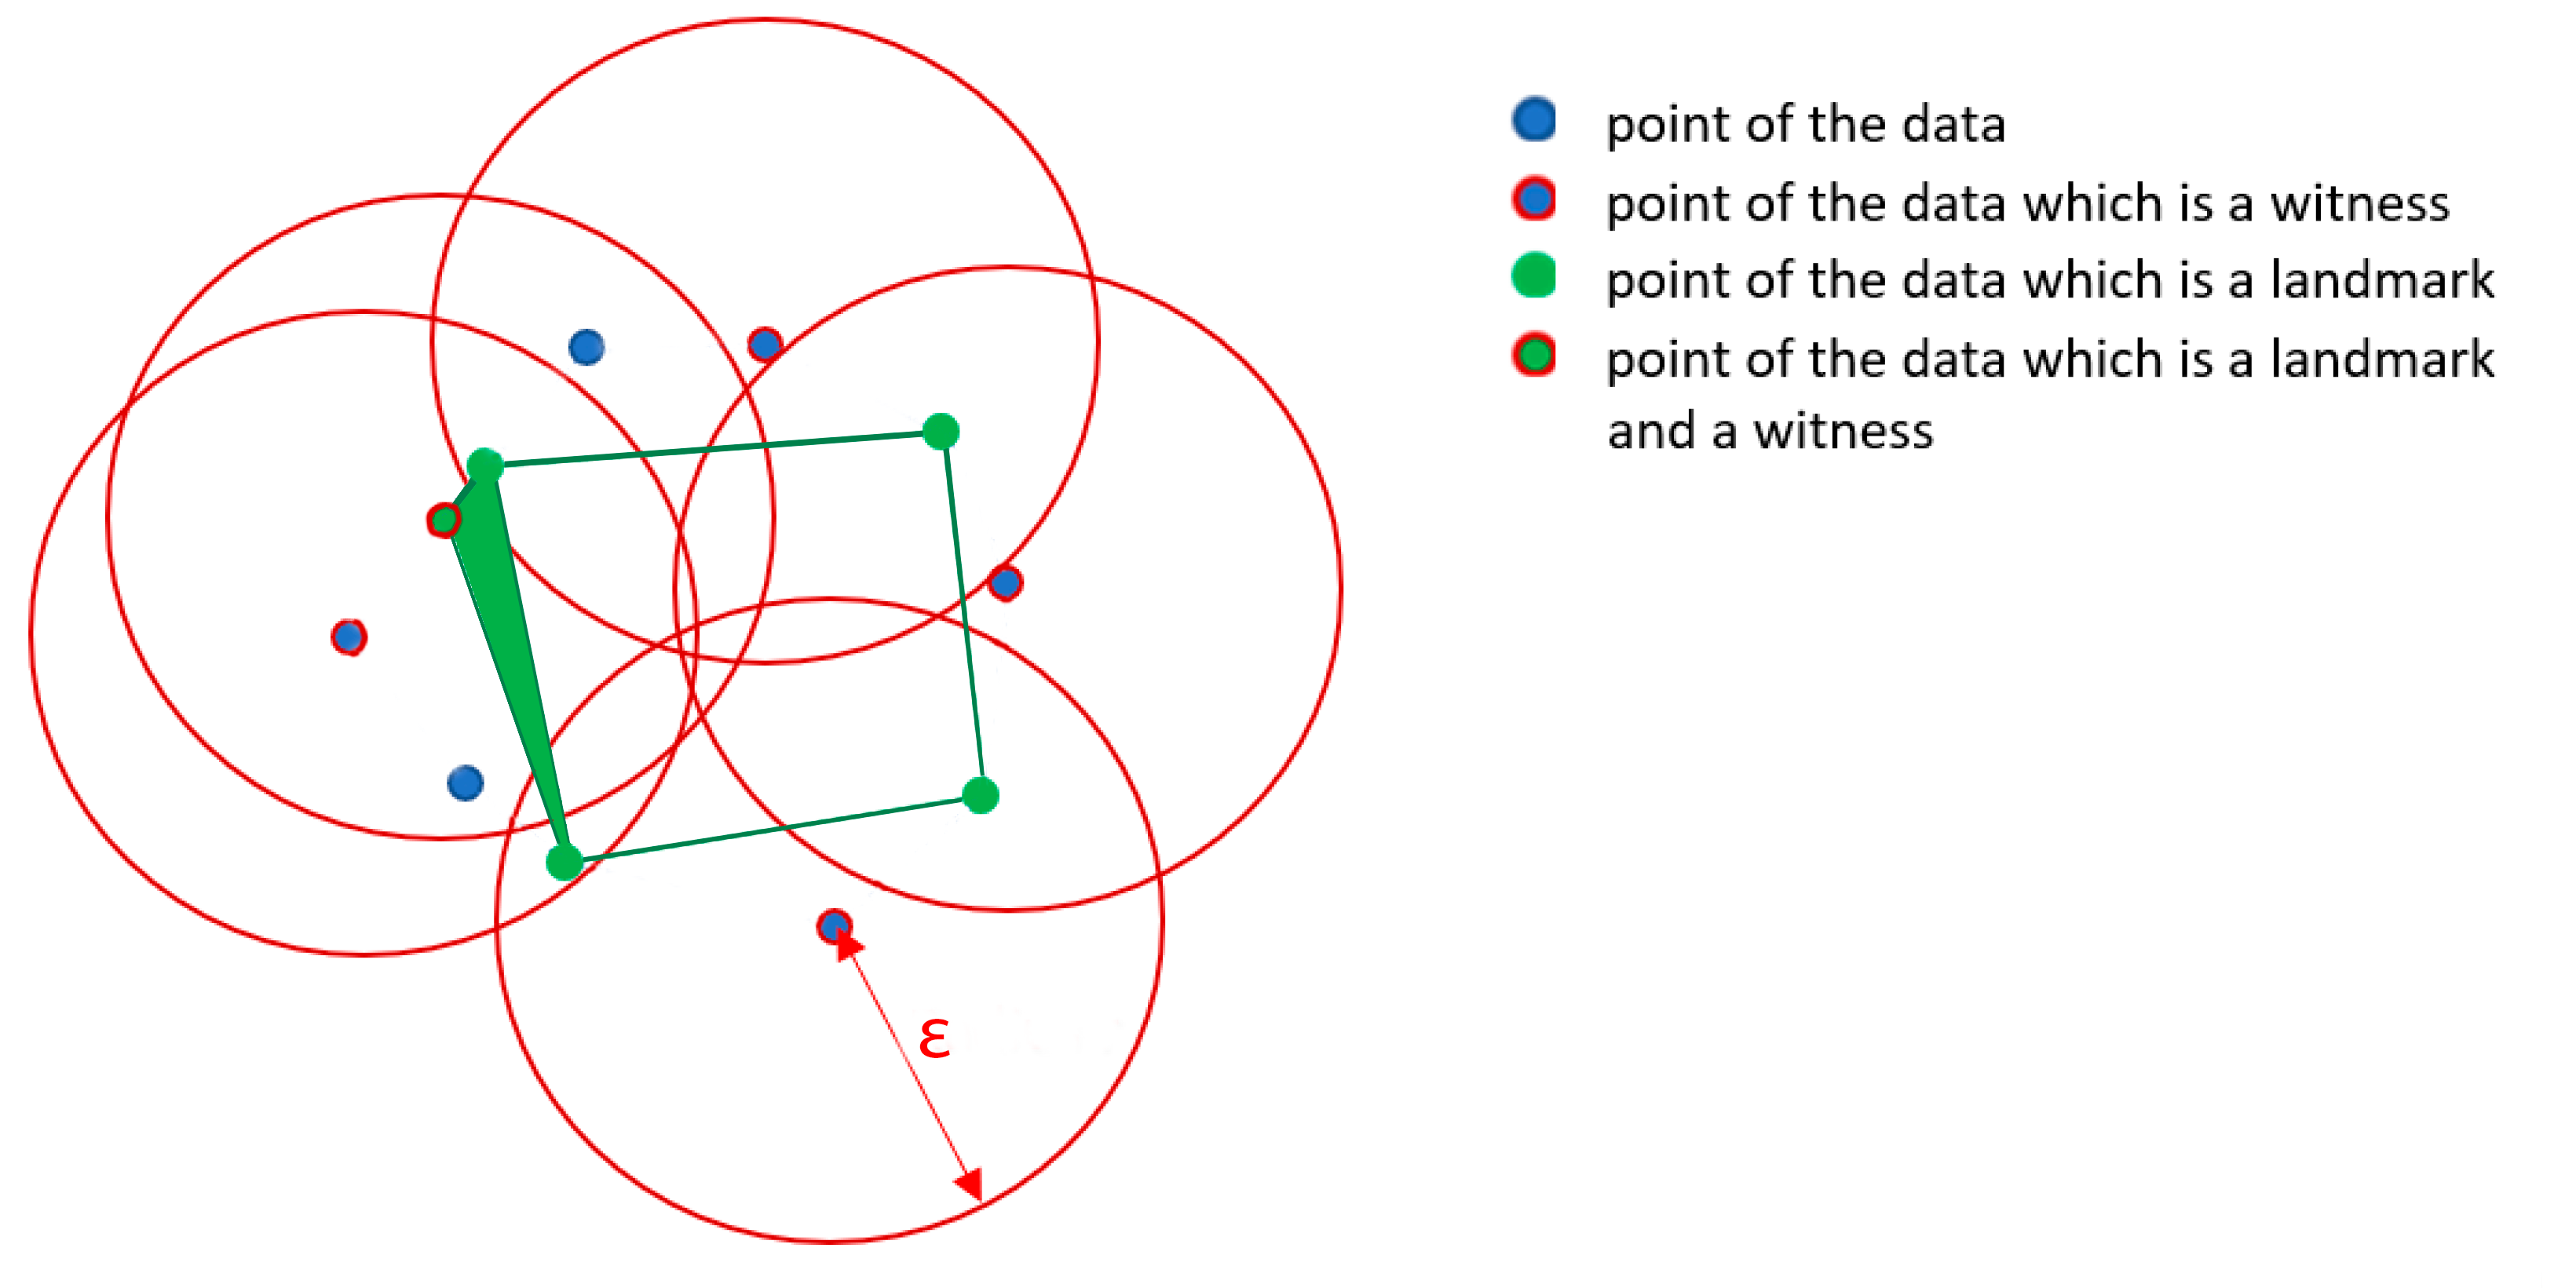 point of the data
point of the data which is a witness
point of the data which is a landmark
point of the data which is a landmark
and a witness
ε